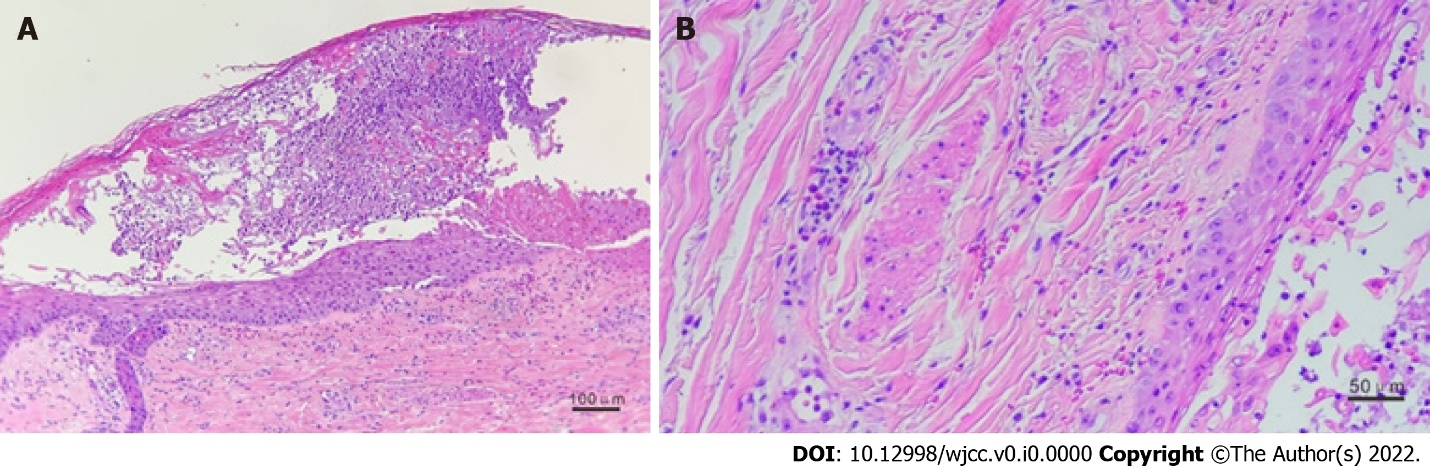 A
B
100 μm
50 μm
DOI: 10.12998/wjcc.v0.i0.0000 Copyright ©The Author(s) 2022.